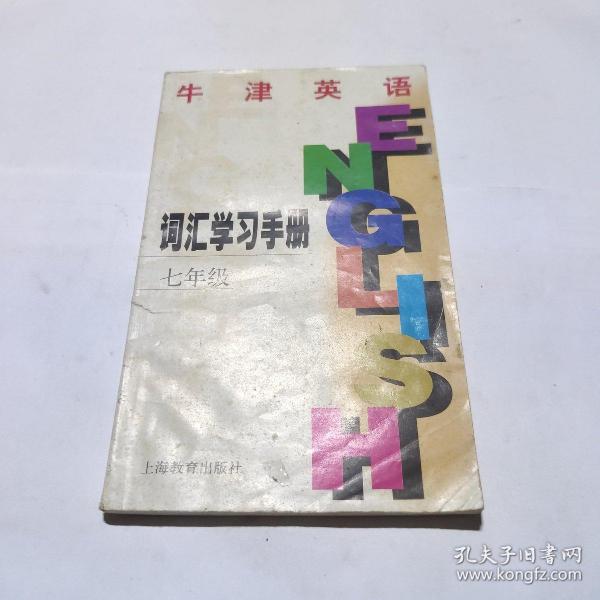 牛津英语
ENGLISH
词汇学习手册
七年级
上海教育出版社
孔夫子旧书网
www.kongfz.com